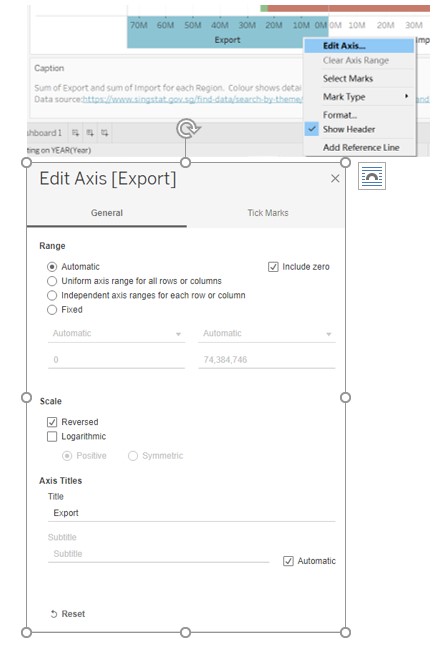 70M 60M 50M 40M 30M 20M 10M 0M 0M 10M 20M 30M
Export
Edit Axis...
Clear Axis Range
Select Marks
Mark Type
Format...
Show Header
Add Reference Line
Caption
Sum of Export and sum of Import for each Region. Colour shows detai
Data source:https://www.singstat.gov.sg/find-data/search-by-theme/ and
shboard 1
ting on YEAR(Year)
Edit Axis [Export]
General Tick Marks
Range
Automatic Include zero
Uniform axis range for all rows or columns
Independent axis ranges for each row or column
Fixed
Automatic Automatic
0 74,384,746
Scale
Reversed
Logarithmic
Positive Symmetric
Axis Titles
Title
Export
Subtitle
Subtitle Automatic
Reset